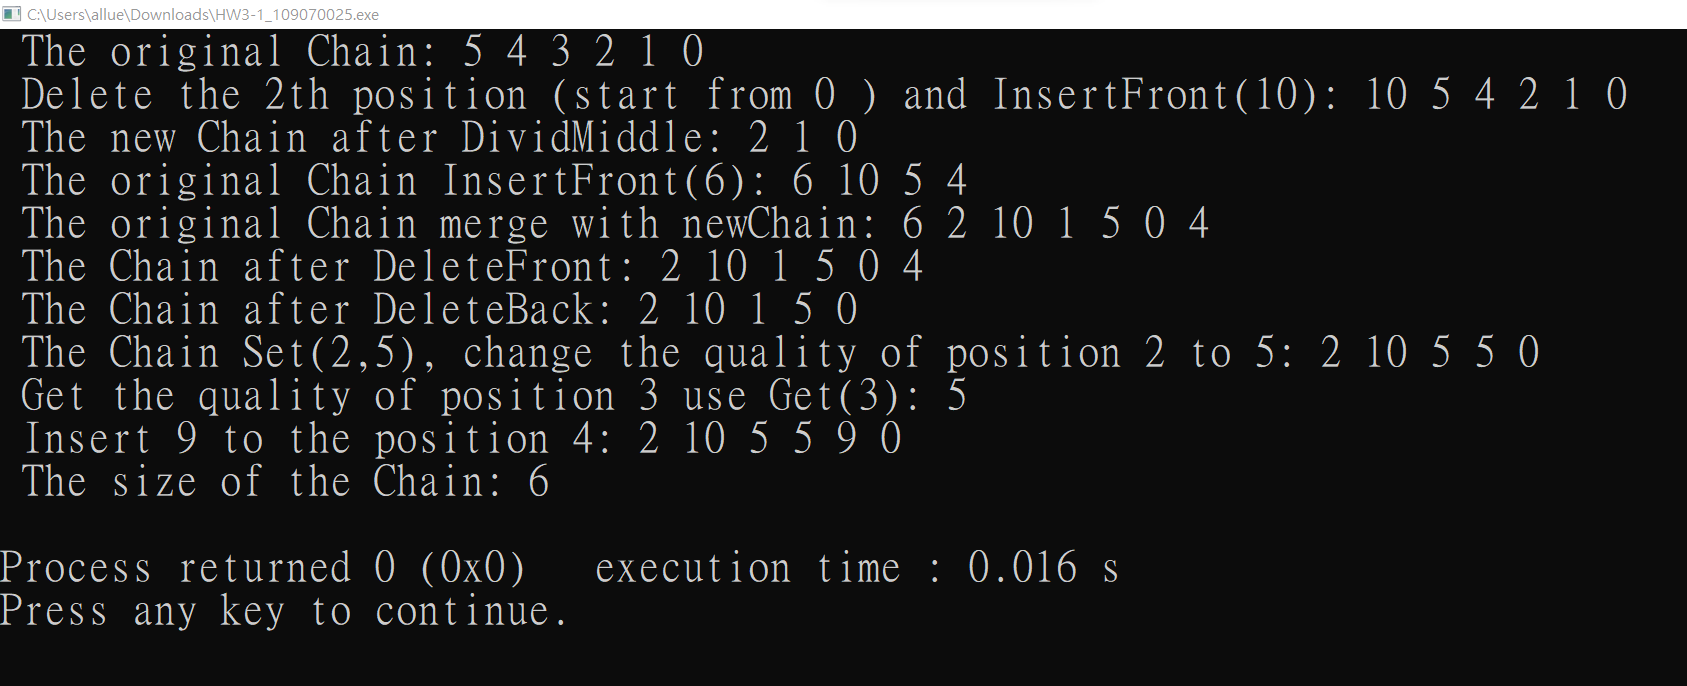 C:\Users\allue\Downloads\HW3-1_109070025.exe
The original Chain: 5 4 3 2 1 0
Delete the 2th position (start from 0 ) and InsertFront(10): 10 5 4 2 1 0
The new Chain after DividMiddle: 2 1 0
The original Chain InsertFront(6): 6 10 5 4
The original Chain merge with newChain: 6 2 10 1 5 0 4
The Chain after DeleteFront: 2 10 1 5 0 4
The Chain after DeleteBack: 2 10 1 5 0
The Chain Set(2,5), change the quality of position 2 to 5: 2 10 5 5 0
Get the quality of position 3 use Get(3): 5
Insert 9 to the position 4: 2 10 5 5 9 0
The size of the Chain: 6
Process returned 0 (0x0)   execution time : 0.016 s
Press any key to continue.